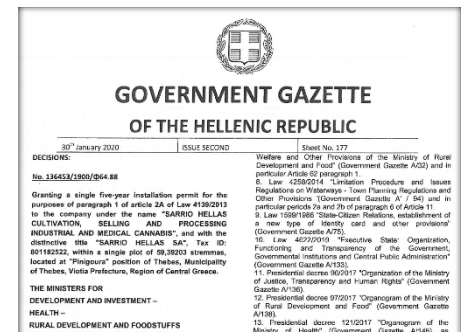 GOVERNMENT GAZETTE
OF THE HELLENIC REPUBLIC
30th January 2020
ISSUE SECOND
Sheet No. 177
DECISIONS:
No. 136453/1900/Φ64.88
Granting a single five-year installation permit for the
purposes of paragraph 1 of article 2A of Law 4139/2013
to the company under the name "SARRIO HELLAS
CULTIVATION, SELLING AND PROCESSING
INDUSTRIAL AND MEDICAL CANNABIS", and with the
distinctive title "SARRIO HELLAS SA", Tax ID:
801182522, within a single plot of 59,39203 stremmas,
located at "Pinigoura" position of Thebes, Municipality
of Thebes, Viotia Prefecture, Region of Central Greece.
THE MINISTERS FOR
DEVELOPMENT AND INVESTMENT –
HEALTH –
RURAL DEVELOPMENT AND FOODSTUFFS
Welfare and Other Provisions of the Ministry of Rural
Development and Food" (Government Gazette A/32) and in
particular Article 62 paragraph 1.
8. Law 4258/2014 "Limitation Procedure and Issues
Regulations on Waterways - Town Planning Regulations and
Other Provisions '(Government Gazette A' / 94) and in
particular periods 2a and 2b of paragraph 6 of Article 11.
9. Law 1599/1986 "State-Citizen Relations, establishment of
a new type of Identity card and other provisions"
(Government Gazette A/75).
10. Law 4622/2019 "Executive State: Organization,
Functioning and Transparency of the Government,
Governmental Institutions and Central Public Administration"
(Government Gazette A/133).
11. Presidential decree 96/2017 "Organization of the Ministry
of Justice, Transparency and Human Rights" (Government
Gazette A/136).
12. Presidential decree 97/2017 "Organogram of the Ministry
of Rural Development and Food" (Government Gazette
A/138).
13. Presidential decree 121/2017 "Organogram of the
Ministry of Health" (Government Gazette A/148), as